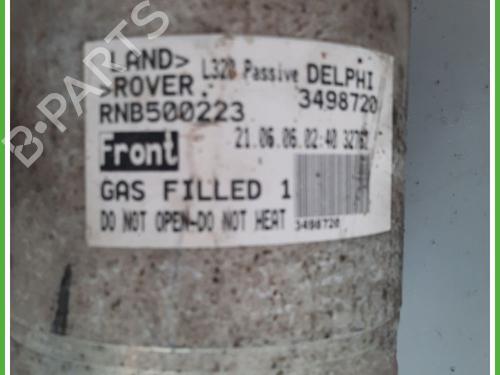 LAND> L320 Passive DELPHI
>ROVER. 3498720
RNB500223
Front 21.06.06.02:40
GAS FILLED 1
DO NOT OPEN-DO NOT HEAT 3498720
B-PARTS